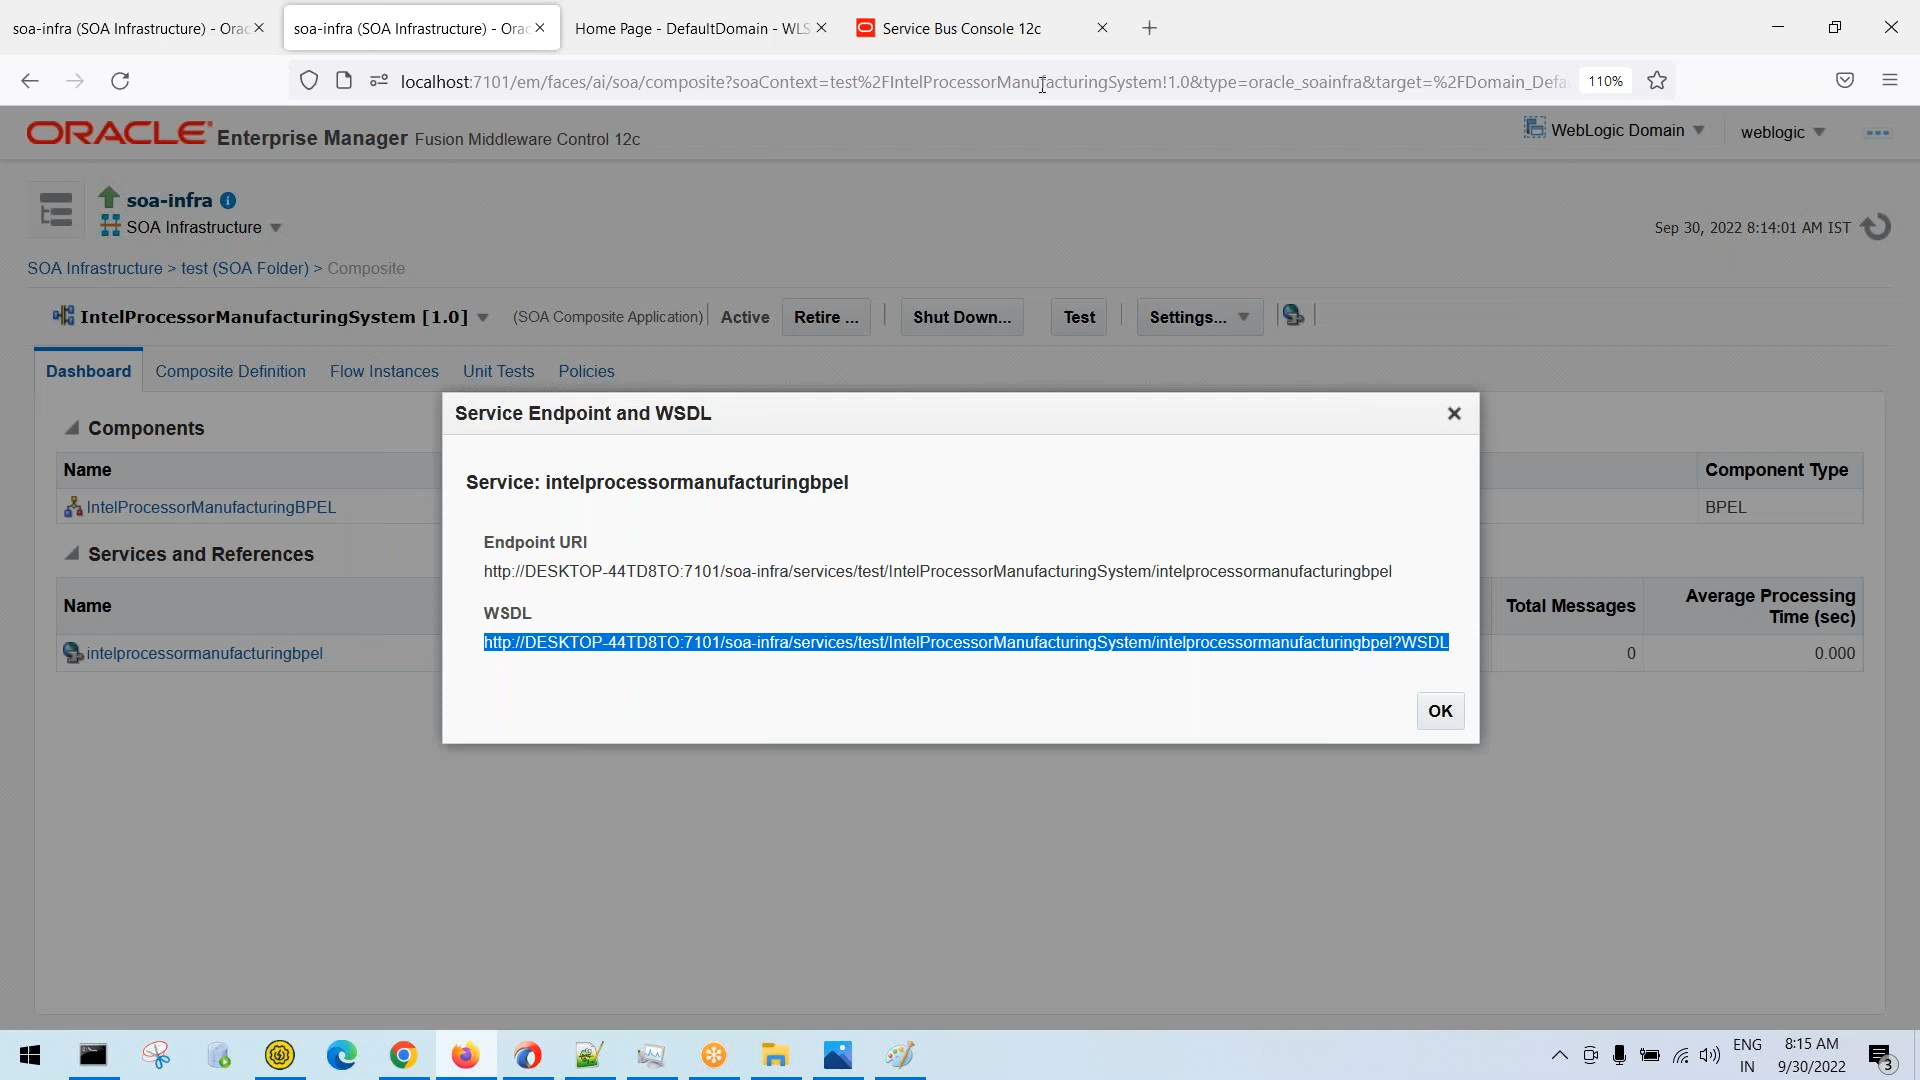 soa-infra (SOA Infrastructure) - Orac
soa-infra (SOA Infrastructure) - Orac
Home Page - DefaultDomain - WLS
Service Bus Console 12c
localhost:7101/em/faces/ai/soa/composite?soaContext=test%2FIntelProcessorManufacturingSystem!1.0&type=oracle_soainfra&target=%2FDomain_Defa
110%
ORACLE Enterprise Manager Fusion Middleware Control 12c
WebLogic Domain
weblogic
soa-infra
SOA Infrastructure
Sep 30, 2022 8:14:01 AM IST
SOA Infrastructure > test (SOA Folder) > Composite
IntelProcessorManufacturingSystem [1.0]
(SOA Composite Application)
Active
Retire ...
Shut Down...
Test
Settings...
Dashboard
Composite Definition
Flow Instances
Unit Tests
Policies
Components
Name
Component Type
IntelProcessorManufacturingBPEL
BPEL
Services and References
Name
Total Messages
Average Processing
Time (sec)
intelprocessormanufacturingbpel
0
0.000
Service Endpoint and WSDL
Service: intelprocessormanufacturingbpel
Endpoint URI
http://DESKTOP-44TD8TO:7101/soa-infra/services/test/IntelProcessorManufacturingSystem/intelprocessormanufacturingbpel
WSDL
http://DESKTOP-44TD8TO:7101/soa-infra/services/test/IntelProcessorManufacturingSystem/intelprocessormanufacturingbpel?WSDL
OK
ENG
IN
8:15 AM
9/30/2022
3